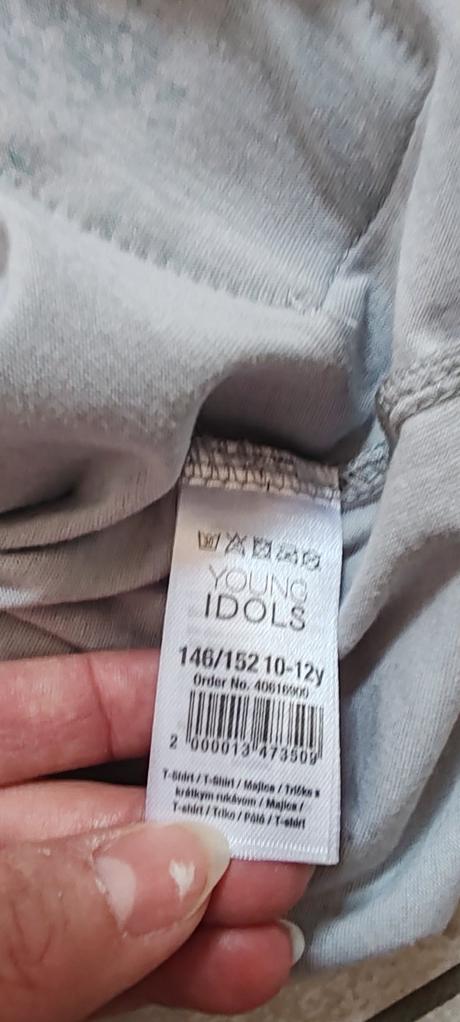 YOUNG
IDOLS
146/152 10-12y
Order No. 40616900
2 000013 473509
T-Shirt / T-Shirt / Majica / Tričko s
krátkym rukávom / Majica /
T-shirt / Triko / Póló / T-shirt